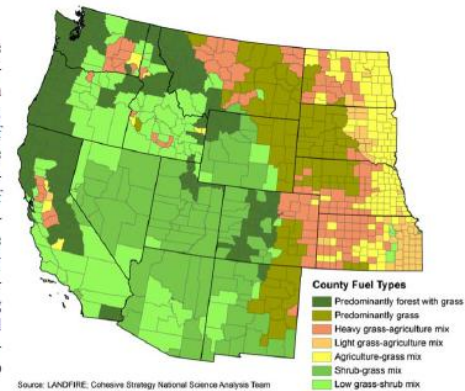 County Fuel Types
Predominantly forest with grass
Predominantly grass
Heavy grass-agriculture mix
Light grass-agriculture mix
Agriculture-grass mix
Shrub-grass mix
Low grass-shrub mix
Source: LANDFIRE; Cohesive Strategy National Science Analysis Team